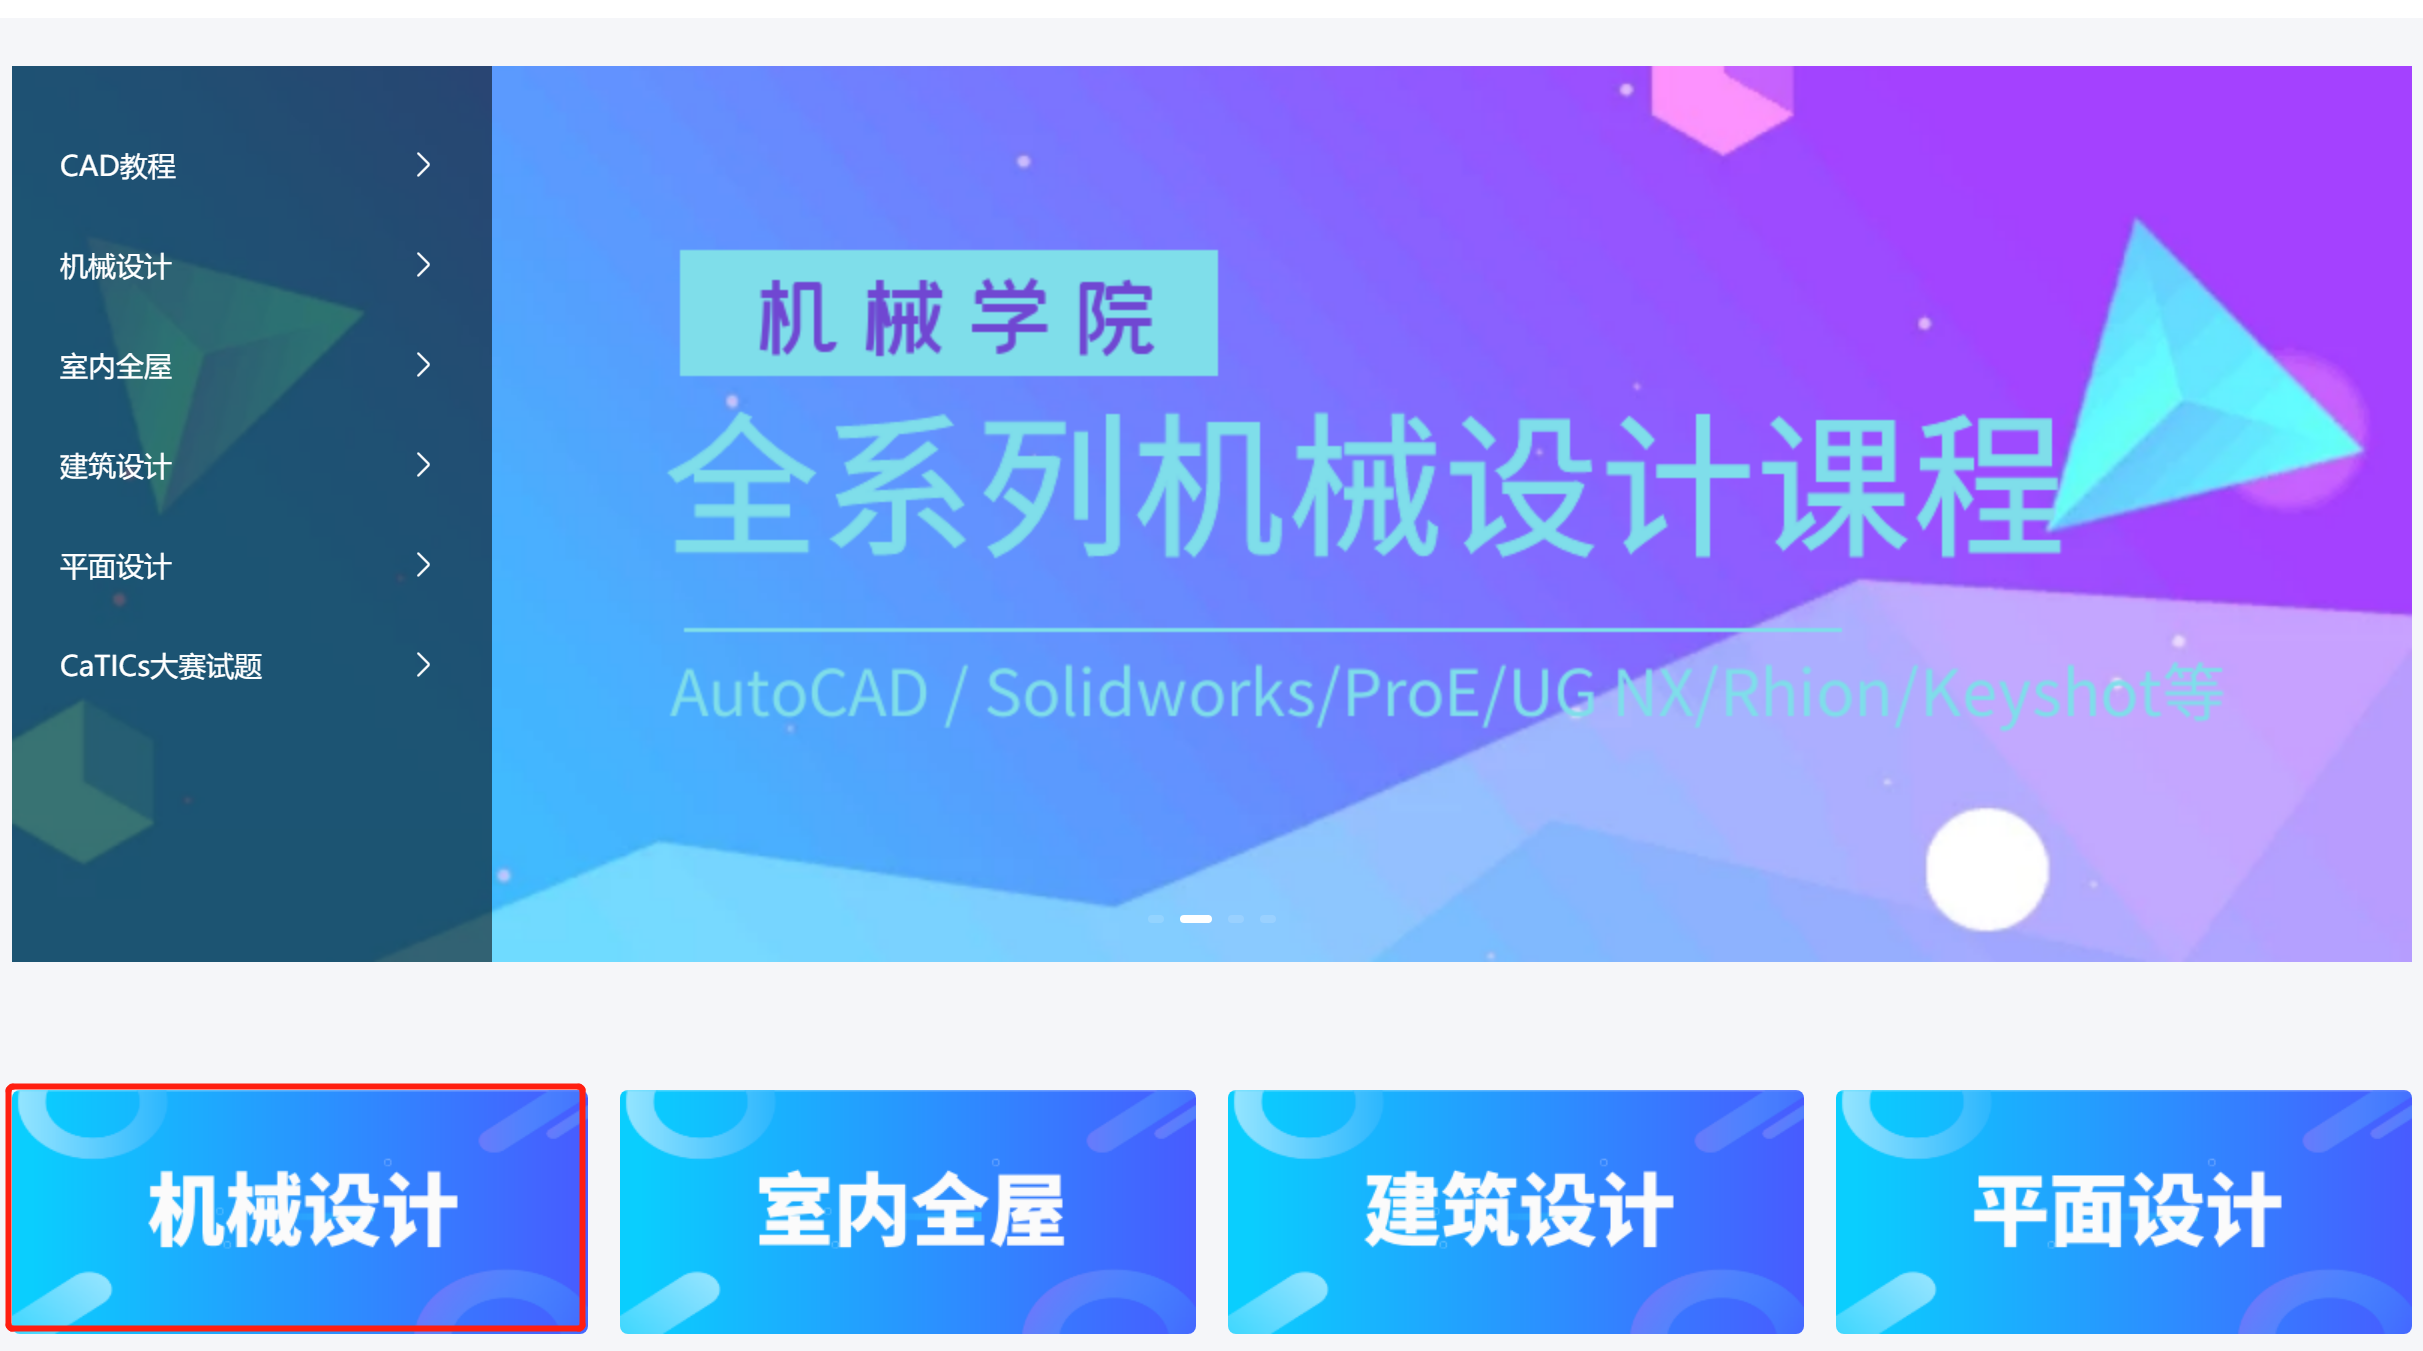 CAD教程
机械设计
室内全屋
建筑设计
平面设计
CaTICs大赛试题
机械学院
全系列机械设计课程
AutoCAD / Solidworks/ProE/UG NX/Rhion/Keyshot等
机械设计
室内全屋
建筑设计
平面设计